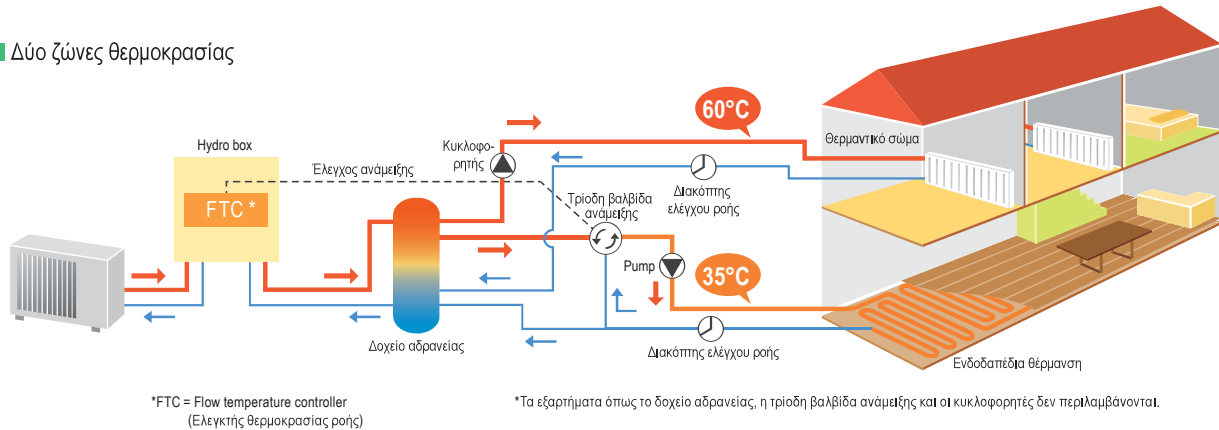 Δύο ζώνες θερμοκρασίας
60°C
Hydro box
Κυκλοφο-
ρητής
Θερμαντικό σώμα
Έλεγχος ανάμειξης
FTC *
Τρίοδη βαλβίδα
ανάμειξης
Διακόπτης
ελέγχου ροής
Pump
35°C
Δοχείο αδρανείας
Διακόπτης ελέγχου ροής
Ενδοδαπέδια θέρμανση
*FTC = Flow temperature controller
(Ελεγκτής θερμοκρασίας ροής)
*Τα εξαρτήματα όπως το δοχείο αδρανείας, η τρίοδη βαλβίδα ανάμειξης και οι κυκλοφορητές δεν περιλαμβάνονται.